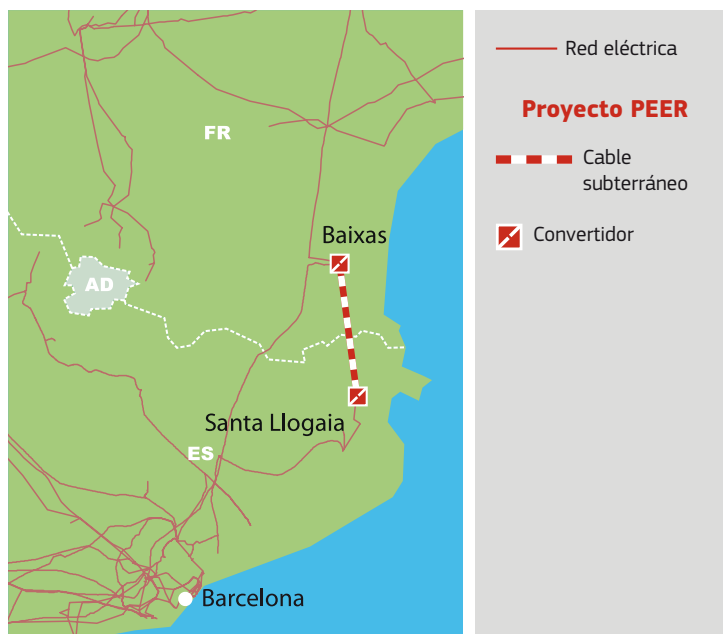 FR
Baixas
AD
Santa Llogaia
ES
Barcelona
Red eléctrica
Proyecto PEER
Cable
subterráneo
Convertidor